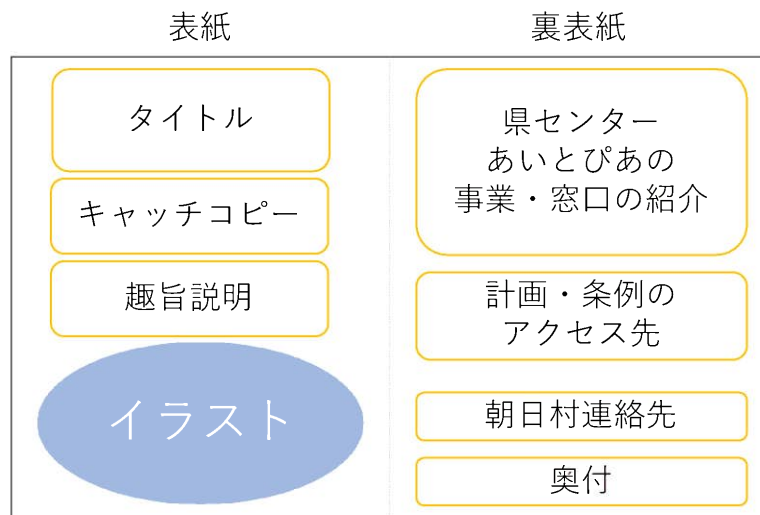 表紙
タイトル
キャッチコピー
趣旨説明
イラスト
裏表紙
県センター
あいとぴあの
事業・窓口の紹介
計画・条例の
アクセス先
朝日村連絡先
奥付